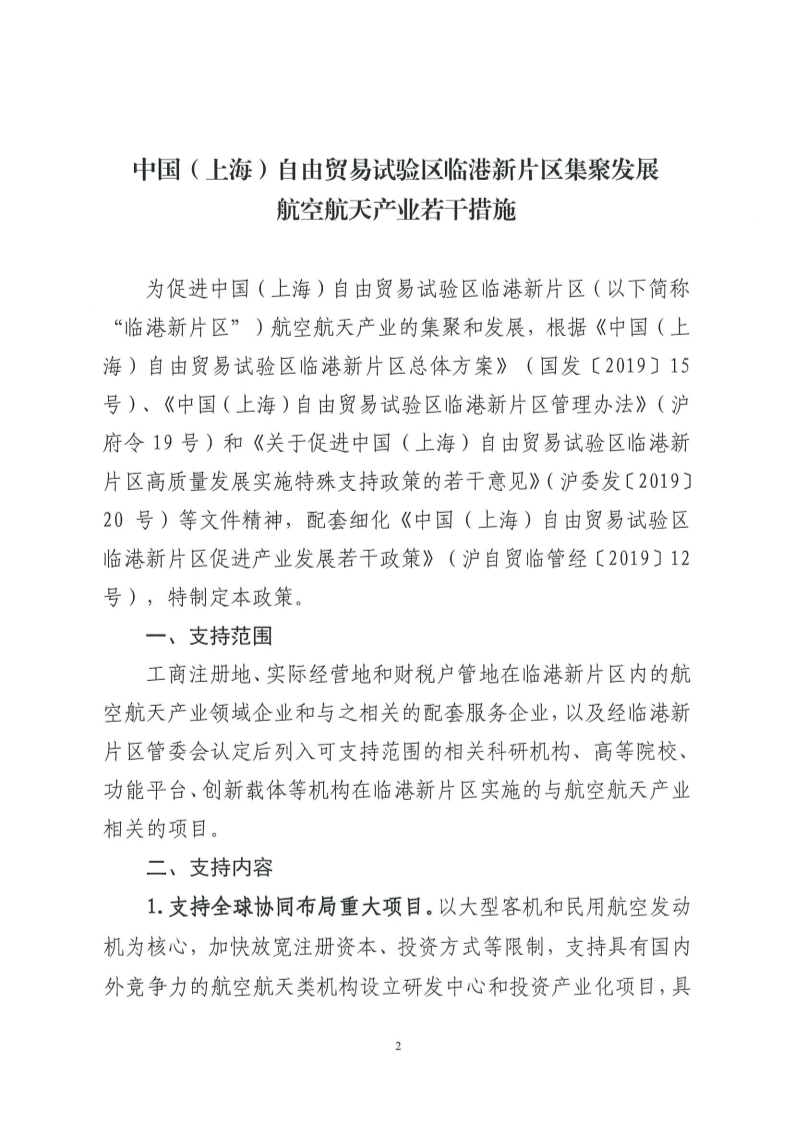 中国（上海）自由贸易试验区临港新片区集聚发展
航空航天产业若干措施
为促进中国（上海）自由贸易试验区临港新片区（以下简称
“临港新片区”）航空航天产业的集聚和发展，根据《中国（上
海）自由贸易试验区临港新片区总体方案》（国发〔2019〕15
号）、《中国（上海）自由贸易试验区临港新片区管理办法》（沪
府令 19 号）和《关于促进中国（上海）自由贸易试验区临港新
片区高质量发展实施特殊支持政策的若干意见》（沪委发〔2019〕
20 号）等文件精神，配套细化《中国（上海）自由贸易试验区
临港新片区促进产业发展若干政策》（沪自贸临管经〔2019〕12
号），特制定本政策。
一、支持范围
工商注册地、实际经营地和财税户管地在临港新片区内的航
空航天产业领域企业和与之相关的配套服务企业，以及经临港新
片区管委会认定后列入可支持范围的相关科研机构、高等院校、
功能平台、创新载体等机构在临港新片区实施的与航空航天产业
相关的项目。
二、支持内容
1.支持全球协同布局重大项目。以大型客机和民用航空发动
机为核心，加快放宽注册资本、投资方式等限制，支持具有国内
外竞争力的航空航天类机构设立研发中心和投资产业化项目，具
2